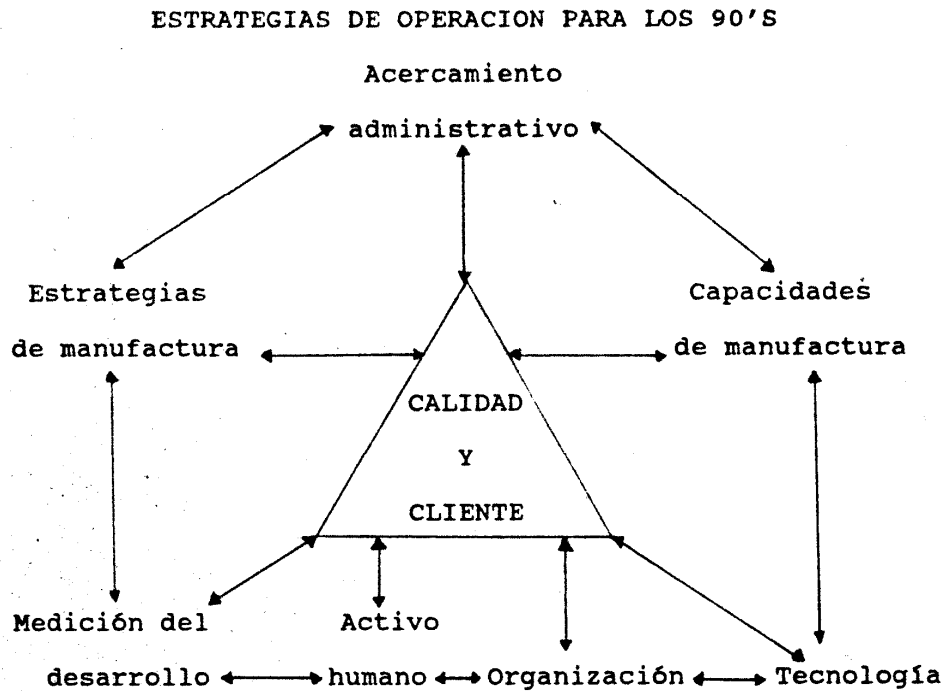 ESTRATEGIAS DE OPERACION PARA LOS 90'S
Acercamiento
administrativo
Estrategias
de manufactura
Capacidades
de manufactura
CALIDAD
Y
CLIENTE
Medición del
desarrollo
Activo
humano
Organización
Tecnología